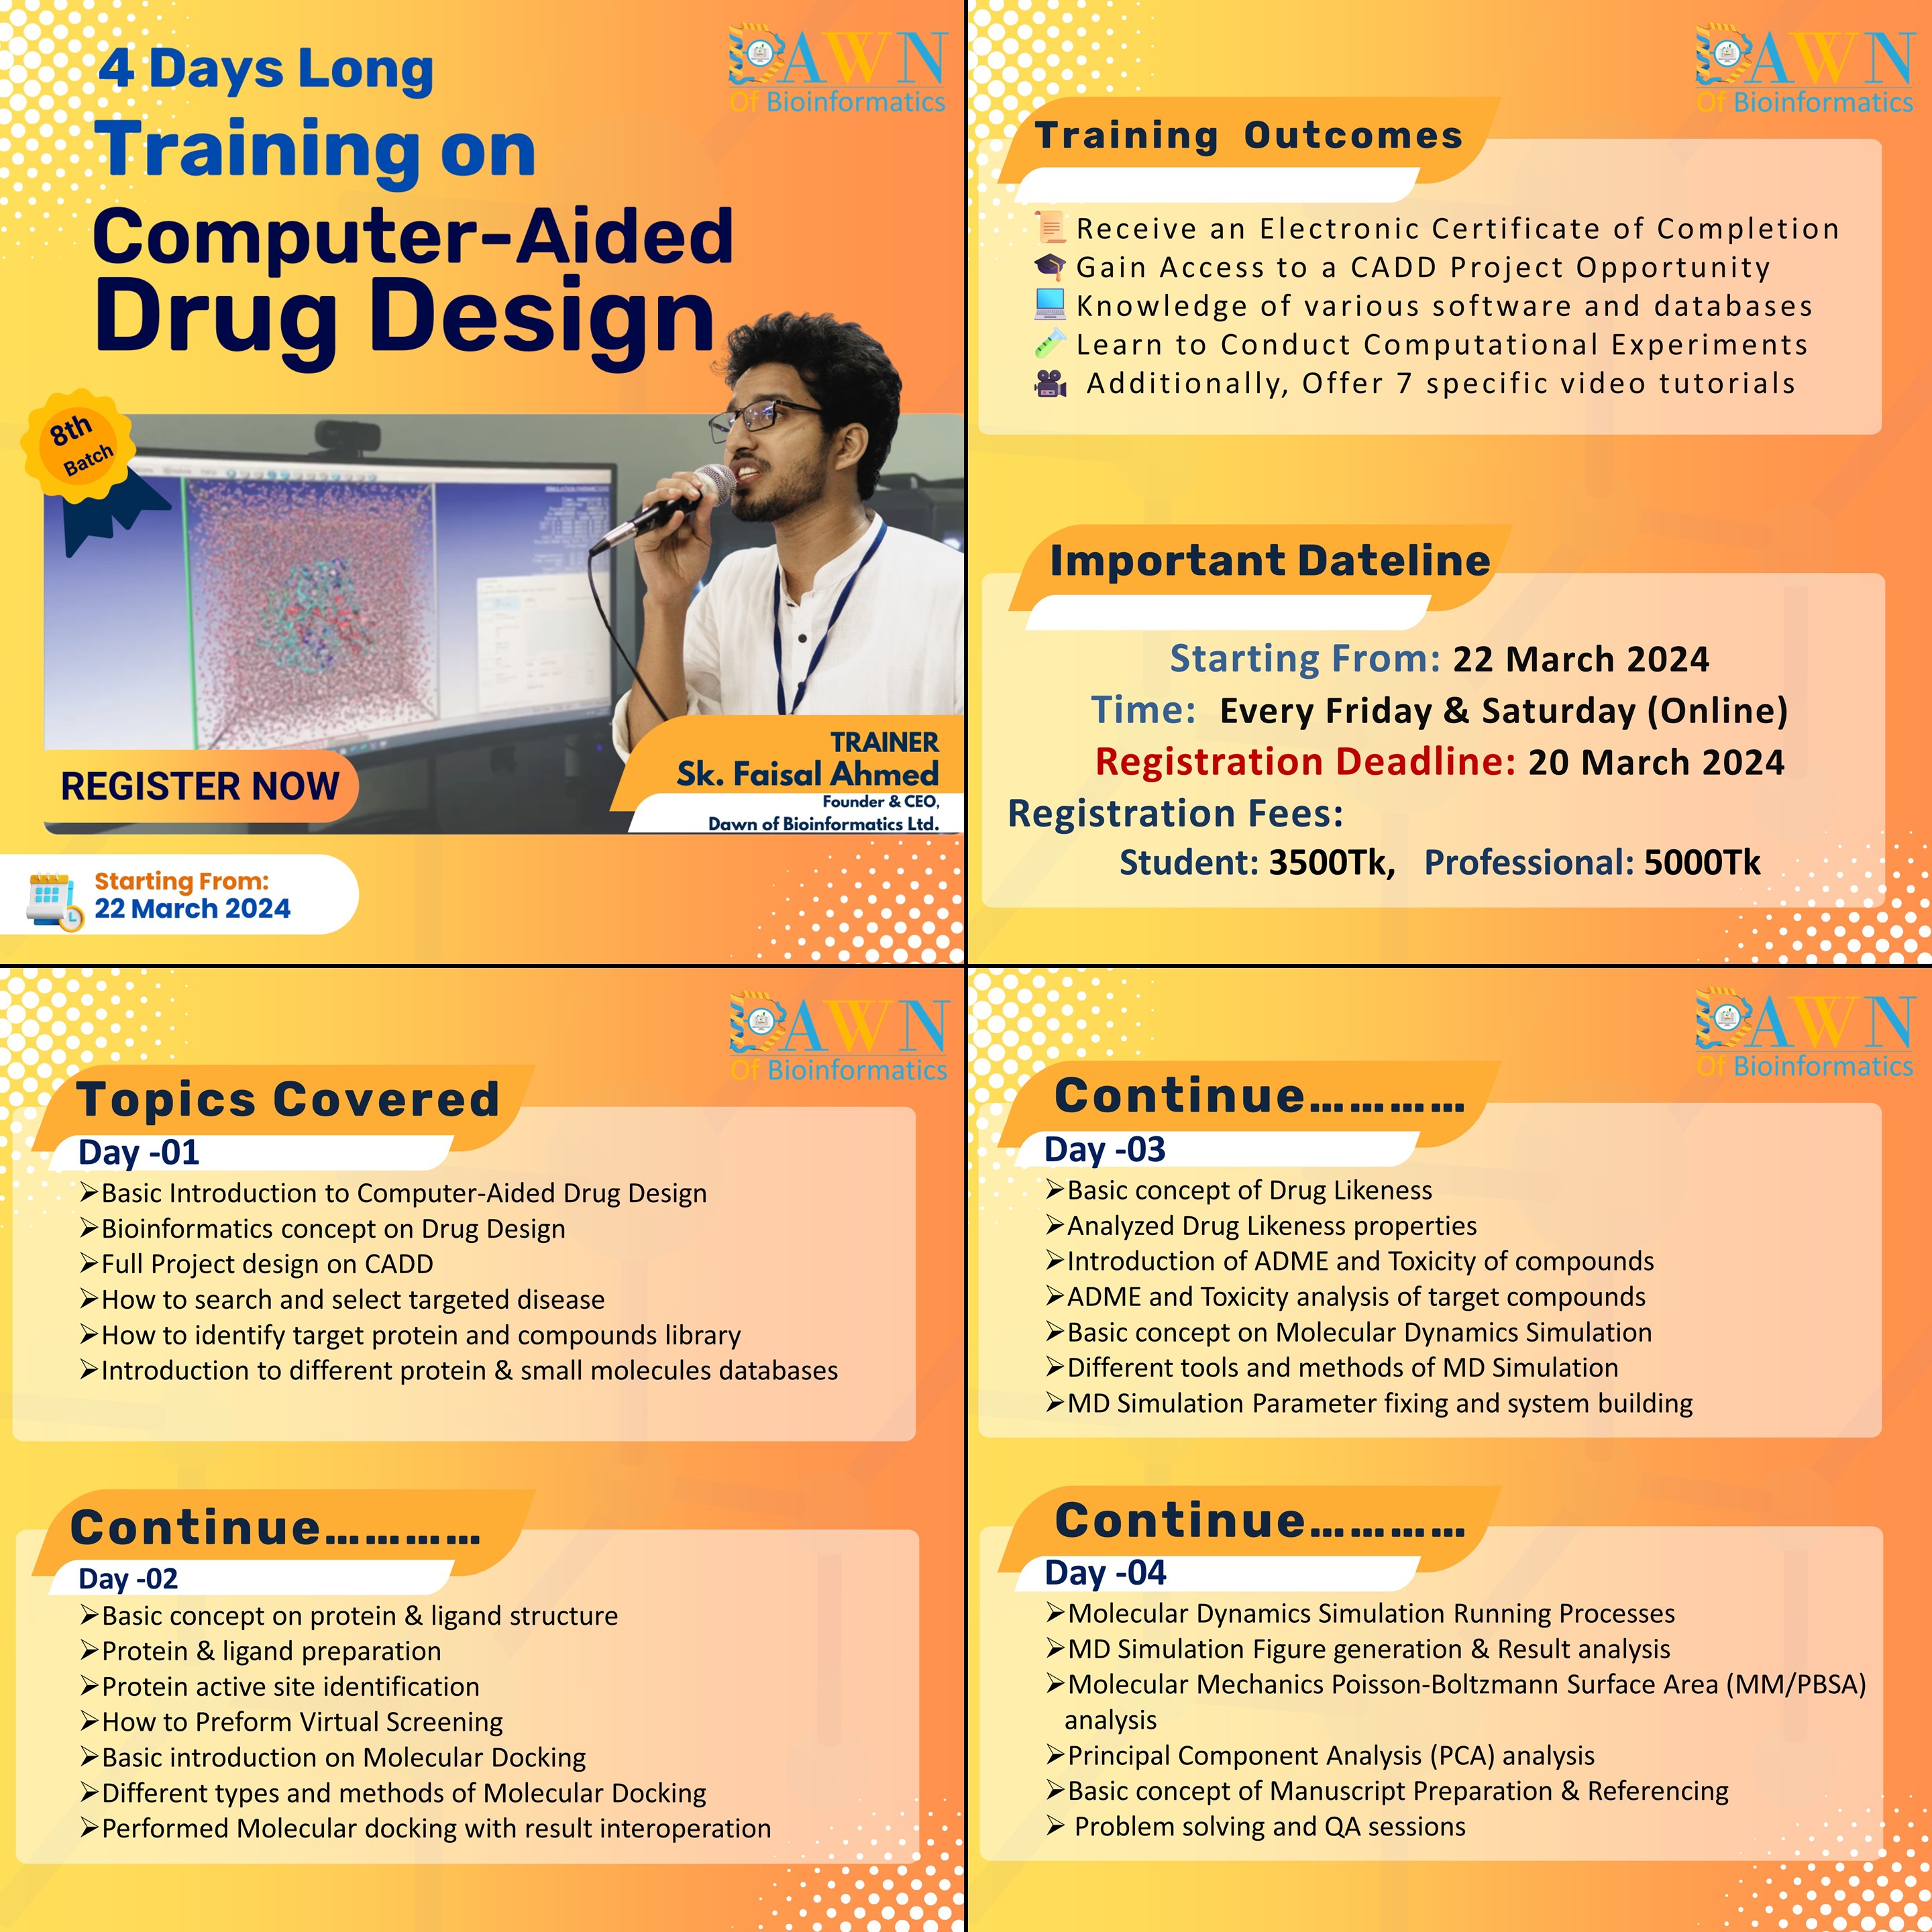 4 Days Long
Training on
Computer-Aided
Drug Design
DAWN
Of Bioinformatics
8th
Batch
REGISTER NOW
TRAINER
Sk. Faisal Ahmed
Founder & CEO,
Dawn of Bioinformatics Ltd.
Starting From:
22 March 2024
DAWN
Of Bioinformatics
Training Outcomes
Receive an Electronic Certificate of Completion
Gain Access to a CADD Project Opportunity
Knowledge of various software and databases
Learn to Conduct Computational Experiments
Additionally, Offer 7 specific video tutorials
Important Dateline
Starting From: 22 March 2024
Time: Every Friday & Saturday (Online)
Registration Deadline: 20 March 2024
Registration Fees:
Student: 3500Tk, Professional: 5000Tk
DAWN
Of Bioinformatics
Topics Covered
Day -01
➢Basic Introduction to Computer-Aided Drug Design
➢Bioinformatics concept on Drug Design
➢Full Project design on CADD
➢How to search and select targeted disease
➢How to identify target protein and compounds library
➢Introduction to different protein & small molecules databases
Continue…………
Day -02
➢Basic concept on protein & ligand structure
➢Protein & ligand preparation
➢Protein active site identification
➢How to Preform Virtual Screening
➢Basic introduction on Molecular Docking
➢Different types and methods of Molecular Docking
➢Performed Molecular docking with result interoperation
DAWN
Of Bioinformatics
Continue…………
Day -03
➢Basic concept of Drug Likeness
➢Analyzed Drug Likeness properties
➢Introduction of ADME and Toxicity of compounds
➢ADME and Toxicity analysis of target compounds
➢Basic concept on Molecular Dynamics Simulation
➢Different tools and methods of MD Simulation
➢MD Simulation Parameter fixing and system building
Continue…………
Day -04
➢Molecular Dynamics Simulation Running Processes
➢MD Simulation Figure generation & Result analysis
➢Molecular Mechanics Poisson-Boltzmann Surface Area (MM/PBSA)
analysis
➢Principal Component Analysis (PCA) analysis
➢Basic concept of Manuscript Preparation & Referencing
➢ Problem solving and QA sessions